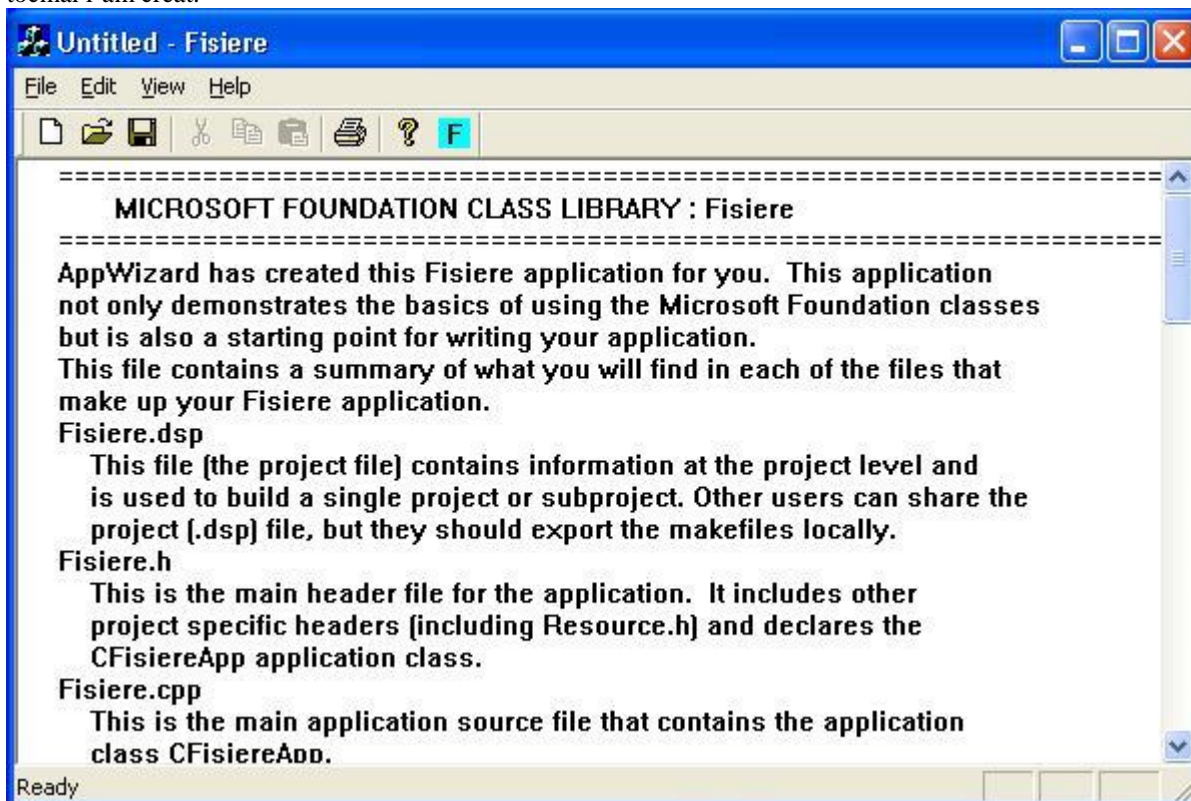 tocmai l-am creat.
Untitled - Fisiere
File Edit View Help
F
==================================================================
MICROSOFT FOUNDATION CLASS LIBRARY : Fisiere
==================================================================
AppWizard has created this Fisiere application for you.  This application
not only demonstrates the basics of using the Microsoft Foundation classes
but is also a starting point for writing your application.
This file contains a summary of what you will find in each of the files that
make up your Fisiere application.
Fisiere.dsp
This file (the project file) contains information at the project level and
is used to build a single project or subproject. Other users can share the
project (.dsp) file, but they should export the makefiles locally.
Fisiere.h
This is the main header file for the application.  It includes other
project specific headers (including Resource.h) and declares the
CFisiereApp application class.
Fisiere.cpp
This is the main application source file that contains the application
class CFisiereApp.
Ready